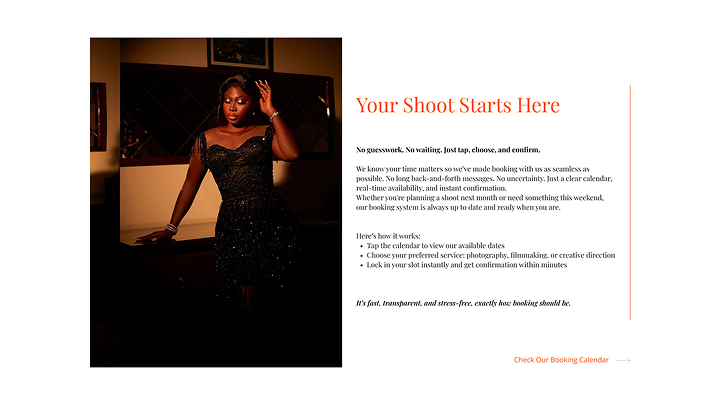 Your Shoot Starts Here
No guesswork. No waiting. Just tap, choose, and confirm.
We know your time matters so we've made booking with us as seamless as
possible. No long back-and-forth messages. No uncertainty. Just a clear calendar,
real-time availability, and instant confirmation.
Whether you're planning a shoot next month or need something this weekend,
our booking system is always up to date and ready when you are.
Here's how it works:
• Tap the calendar to view our available dates
• Choose your preferred service: photography, filmmaking, or creative direction
• Lock in your slot instantly and get confirmation within minutes
It's fast, transparent, and stress-free, exactly how booking should be.
Check Our Booking Calendar